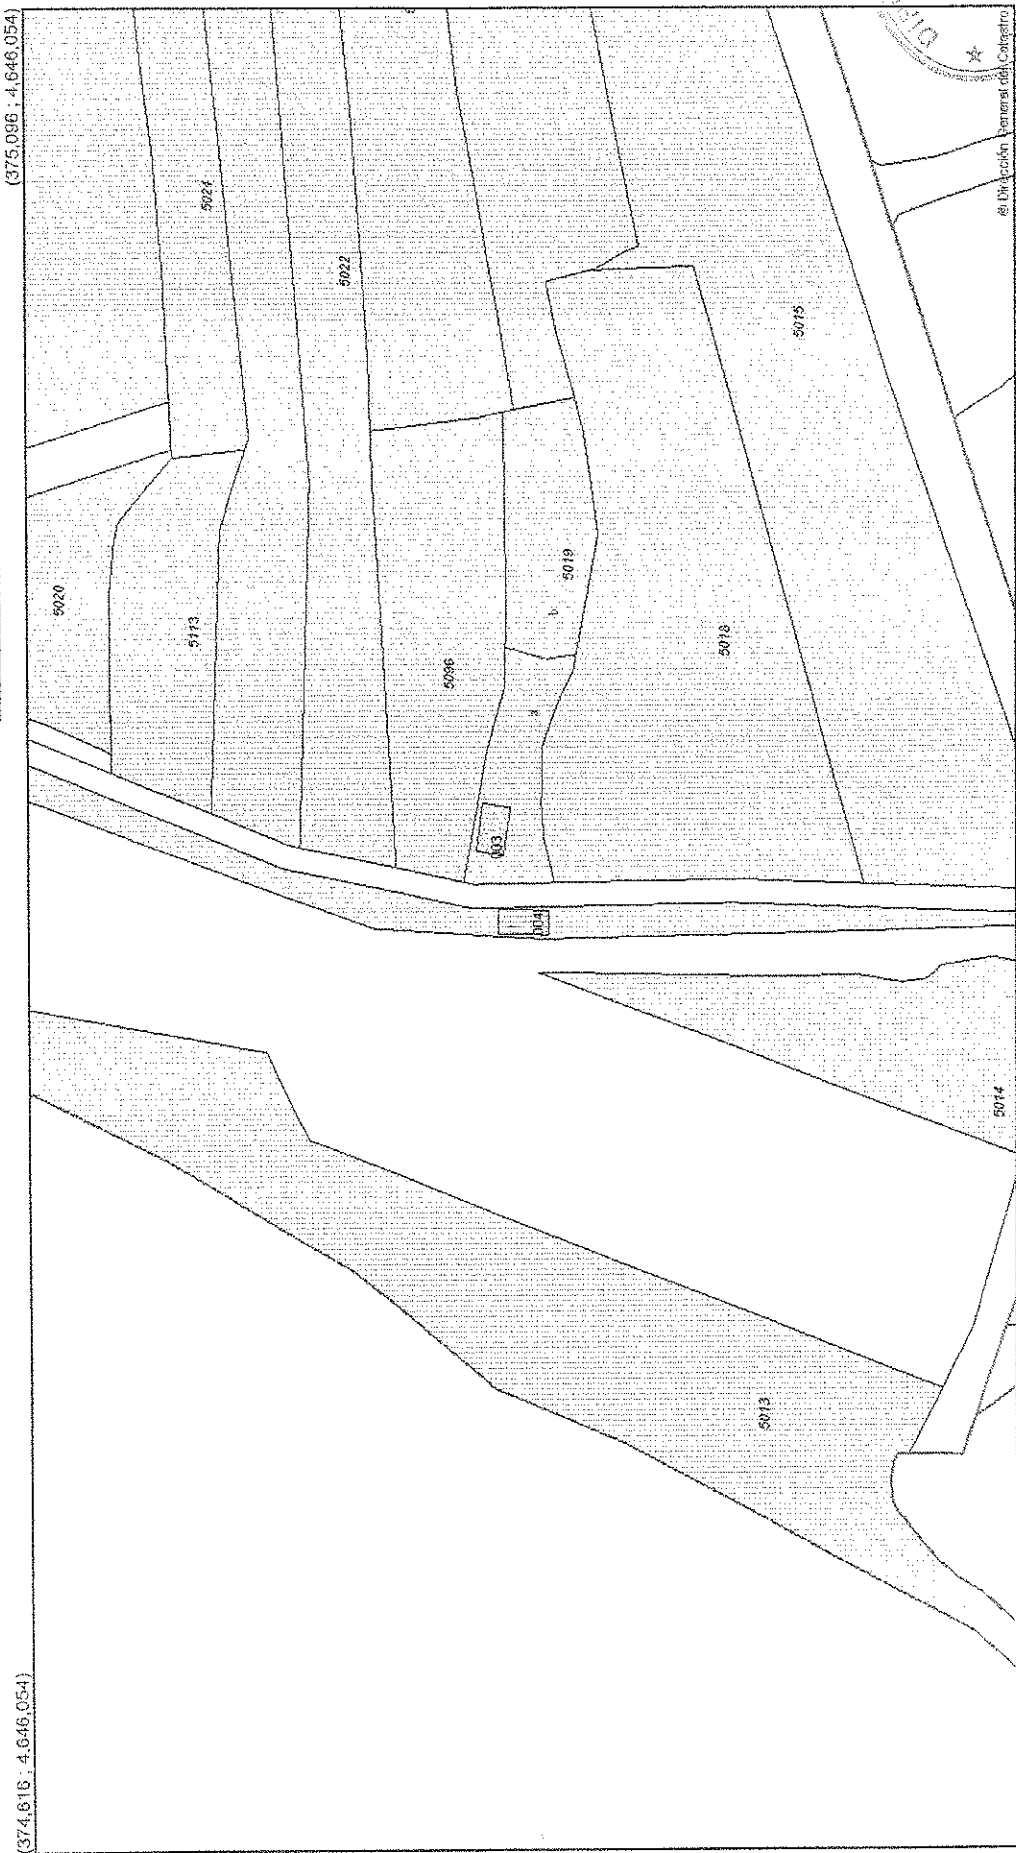 (374,616 ; 4.646,054)
(375,096 ; 4.646,054)
5020
5113
5024
5022
5096
5019
b
a
003
004
5018
5015
5013
5014
© Dirección General del Catastro